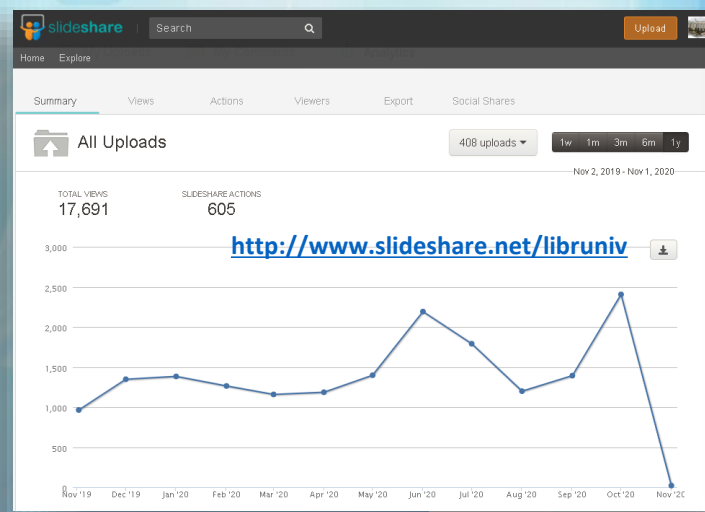 slideshare
Search
Upload
Home Explore
Analytics
Summary Views Actions Viewers Export Social Shares
All Uploads
408 uploads
1w 1m 3m 6m 1y
Nov 2, 2019 - Nov 1, 2020
TOTAL VIEWS
17,691
SLIDESHARE ACTIONS
605
http://www.slideshare.net/libruniv
3,000
2,500
2,000
1,500
1,000
500
0
Nov '19 Dec '19 Jan '20 Feb '20 Mar '20 Apr '20 May '20 Jun '20 Jul '20 Aug '20 Sep '20 Oct '20 Nov '20